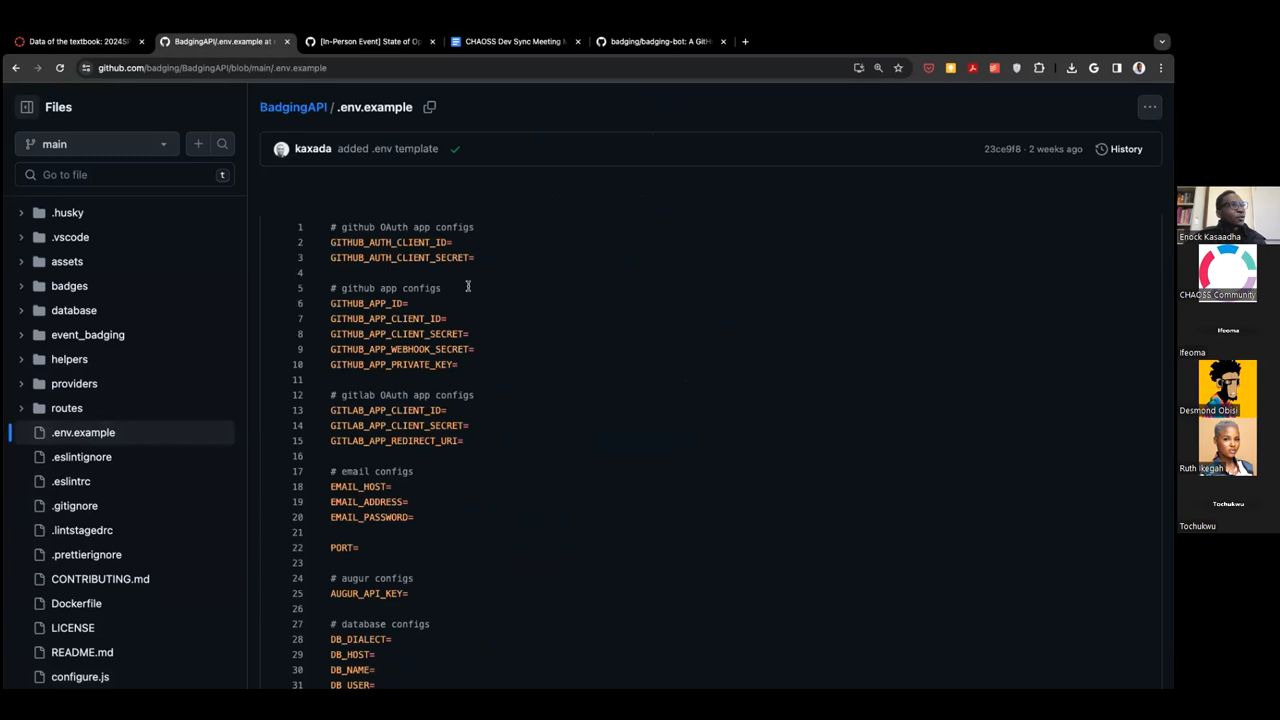 Data of the textbook: 2024SP
BadgingAPI/.env.example at
[In-Person Event] State of Op
CHAOSS Dev Sync Meeting M
badging/badging-bot: A GitH
github.com/badging/BadgingAPI/blob/main/.env.example
Files
BadgingAPI / .env.example
main
kaxada added .env template
23ce9f8 · 2 weeks ago
History
Go to file
t
.husky
.vscode
assets
badges
database
event_badging
helpers
providers
routes
.env.example
.eslintignore
.eslintrc
.gitignore
.lintstagedrc
.prettierignore
CONTRIBUTING.md
Dockerfile
LICENSE
README.md
configure.js
1 # github OAuth app configs
2 GITHUB_AUTH_CLIENT_ID=
3 GITHUB_AUTH_CLIENT_SECRET=
4
5 # github app configs
6 GITHUB_APP_ID=
7 GITHUB_APP_CLIENT_ID=
8 GITHUB_APP_CLIENT_SECRET=
9 GITHUB_APP_WEBHOOK_SECRET=
10 GITHUB_APP_PRIVATE_KEY=
11
12 # gitlab OAuth app configs
13 GITLAB_APP_CLIENT_ID=
14 GITLAB_APP_CLIENT_SECRET=
15 GITLAB_APP_REDIRECT_URI=
16
17 # email configs
18 EMAIL_HOST=
19 EMAIL_ADDRESS=
20 EMAIL_PASSWORD=
21
22 PORT=
23
24 # augur configs
25 AUGUR_API_KEY=
26
27 # database configs
28 DB_DIALECT=
29 DB_HOST=
30 DB_NAME=
31 DB_USER=
Enock Kasaadha
CHAOSS Community
Ifeoma
Ifeoma
Desmond Obisi
Ruth Ikegah
Tochukwu
Tochukwu